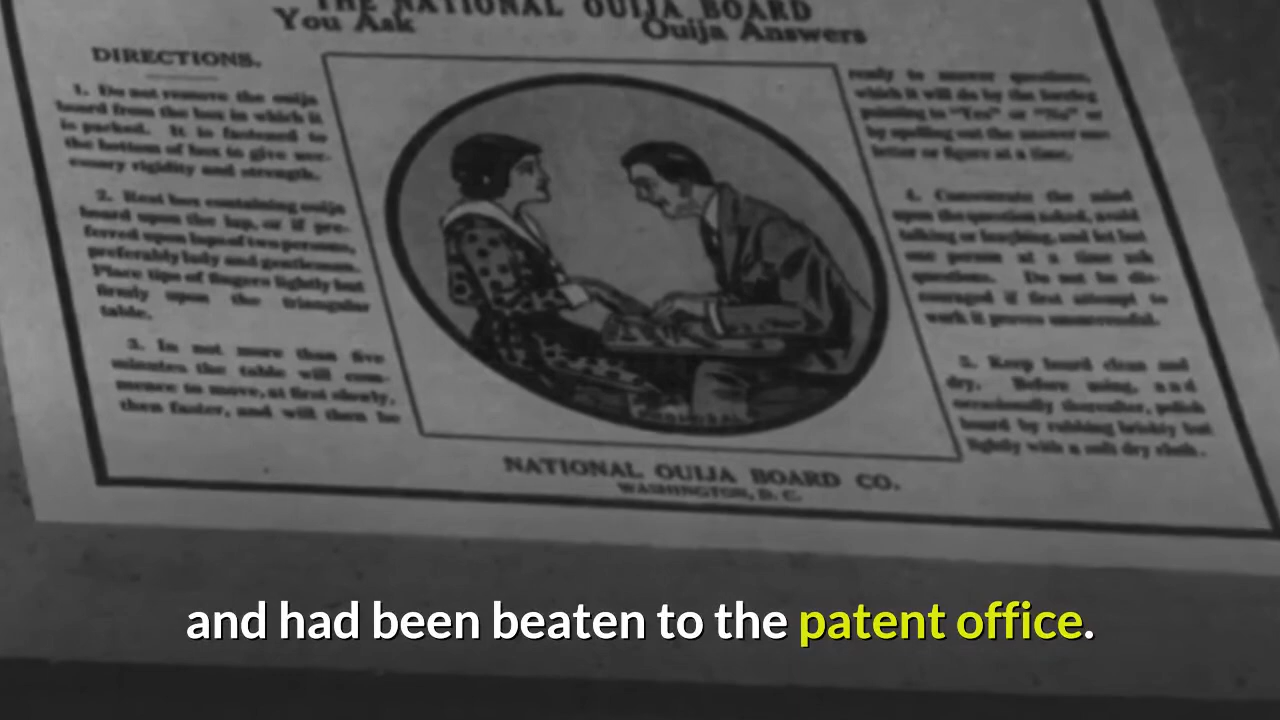 THE NATIONAL OUIJA BOARD
You Ask Ouija Answers
DIRECTIONS.
1. Do not remove the ouija
board from the box in which it
is packed. It is fastened to
the bottom of box to give nec-
essary rigidity and strength.
2. Rest box containing ouija
board upon the lap, or if pre-
ferred upon laps of two persons,
preferably lady and gentleman.
Place tips of fingers lightly but
firmly upon the triangular
table.
3. In not more than five
minutes the table will com-
mence to move, at first slowly,
then faster, and will then be
ready to answer questions,
which it will do by the
pointing to "Yes" or "No" or
by spelling out the answer one
letter or figure at a time.
4. Concentrate the mind
upon the question asked, avoid
talking or laughing, and let but
one person at a time ask
questions. Do not be dis-
couraged if first attempt to
work it proves unsuccessful.
5. Keep board clean and
dry. Before using, and
occasionally thereafter, polish
board by rubbing briskly but
lightly with a soft dry cloth.
NATIONAL OUIJA BOARD CO.
WASHINGTON, D. C.
and had been beaten to the patent office.